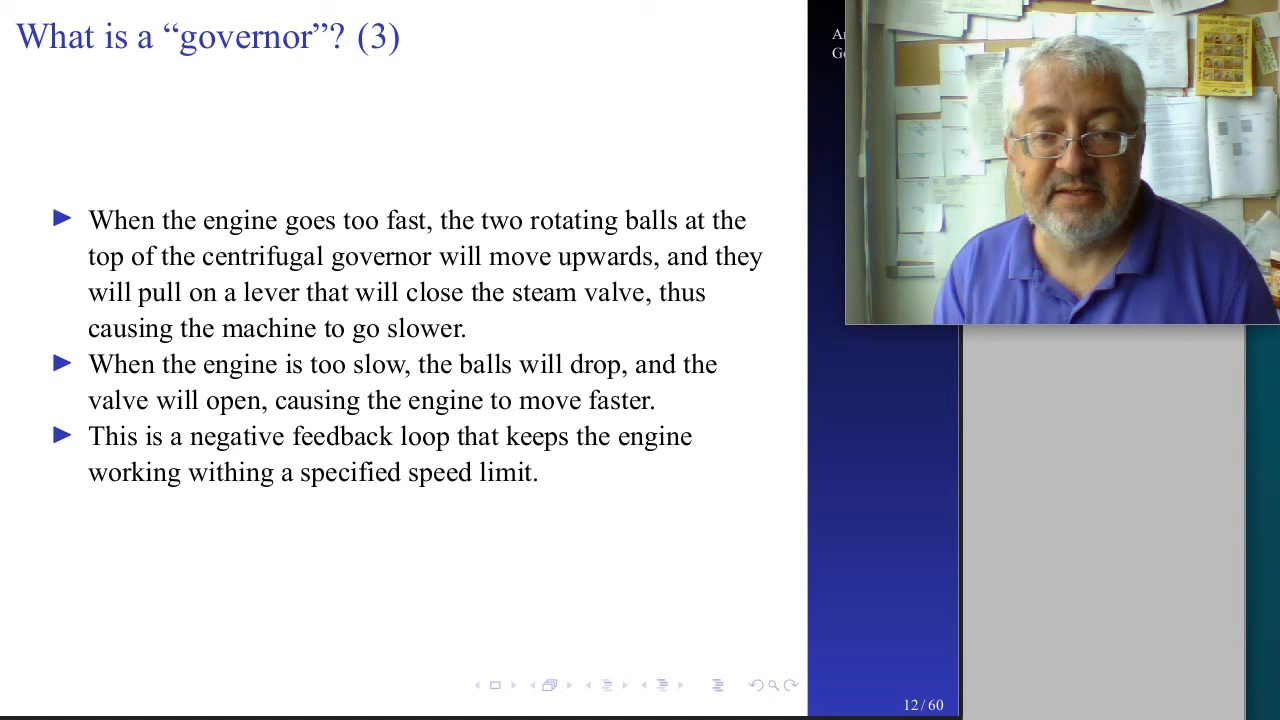 What is a “governor”? (3)
When the engine goes too fast, the two rotating balls at the
top of the centrifugal governor will move upwards, and they
will pull on a lever that will close the steam valve, thus
causing the machine to go slower.
When the engine is too slow, the balls will drop, and the
valve will open, causing the engine to move faster.
This is a negative feedback loop that keeps the engine
working withing a specified speed limit.
12 / 60